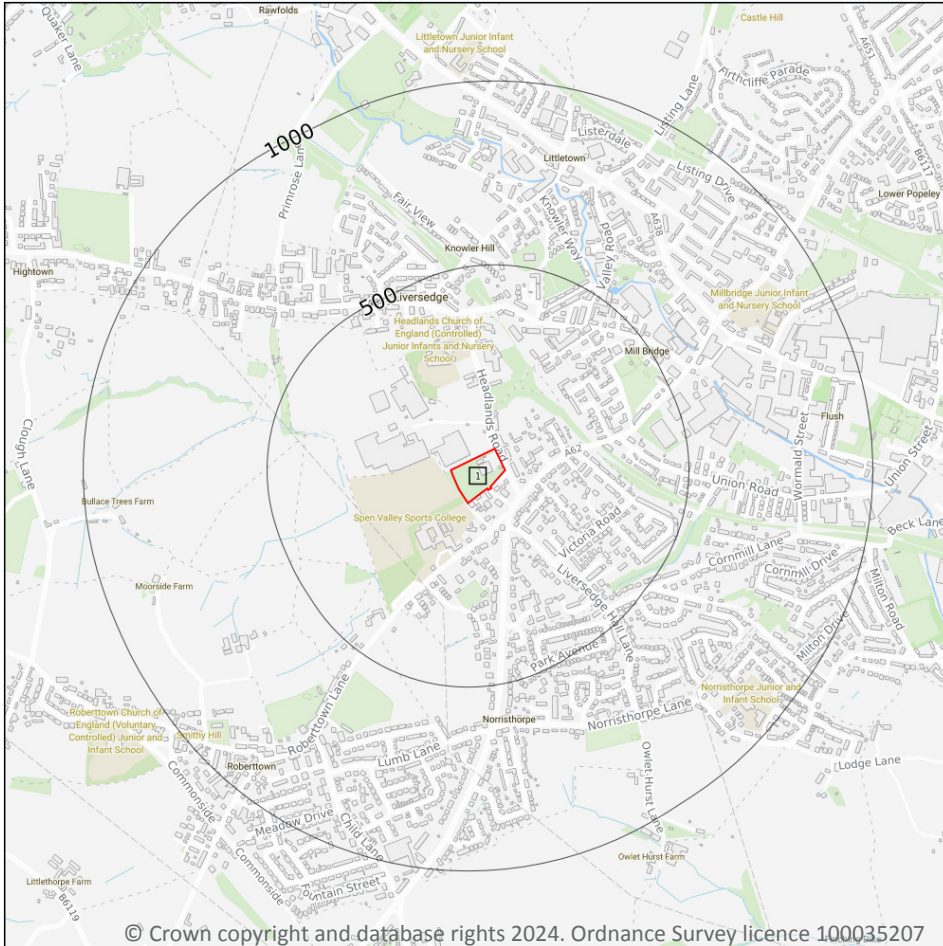 Rawfolds
Quaker Lane
Castle Hill
A651
Littletown Junior Infant
and Nursery School
Arthcliffe Parade
Listing Lane
1000
Listerdale
B6117
Primrose Lane
Littletown
Listing Drive
Lower Popeley
Fair View
Knowler Way
A638
Knowler Hill
Valley Road
Hightown
500
Liversedge
Millbridge Junior Infant
and Nursery School
Headlands Church of
England (Controlled)
Junior Infants and Nursery
School
Mill Bridge
Headlands Road
Flush
Clough Lane
A62
Wormald Street
Union Street
1
Union Road
Bullace Trees Farm
Spen Valley Sports College
Victoria Road
Beck Lane
Cornmill Lane
Cornmill Drive
Moorside Farm
Liversedge Hall Lane
Milton Road
Milton Drive
Park Avenue
Norristhorpe Junior and
Infant School
Roberttown Lane
Roberttown Church of
England (Voluntary
Controlled) Junior and
Infant School
Norristhorpe
Norristhorpe Lane
Smithy Hill
Lumb Lane
Roberttown
Owlet Hurst Lane
Lodge Lane
Commonside
Meadow Drive
Child Lane
Owlet Hurst Farm
Commonside
Fountain Street
Littlethorpe Farm
B6119
© Crown copyright and database rights 2024. Ordnance Survey licence 100035207